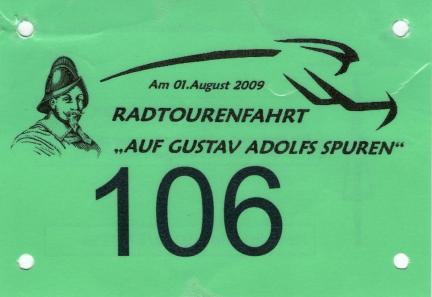 Am 01.August 2009
RADTOURENFAHRT
„AUF GUSTAV ADOLFS SPUREN“
106